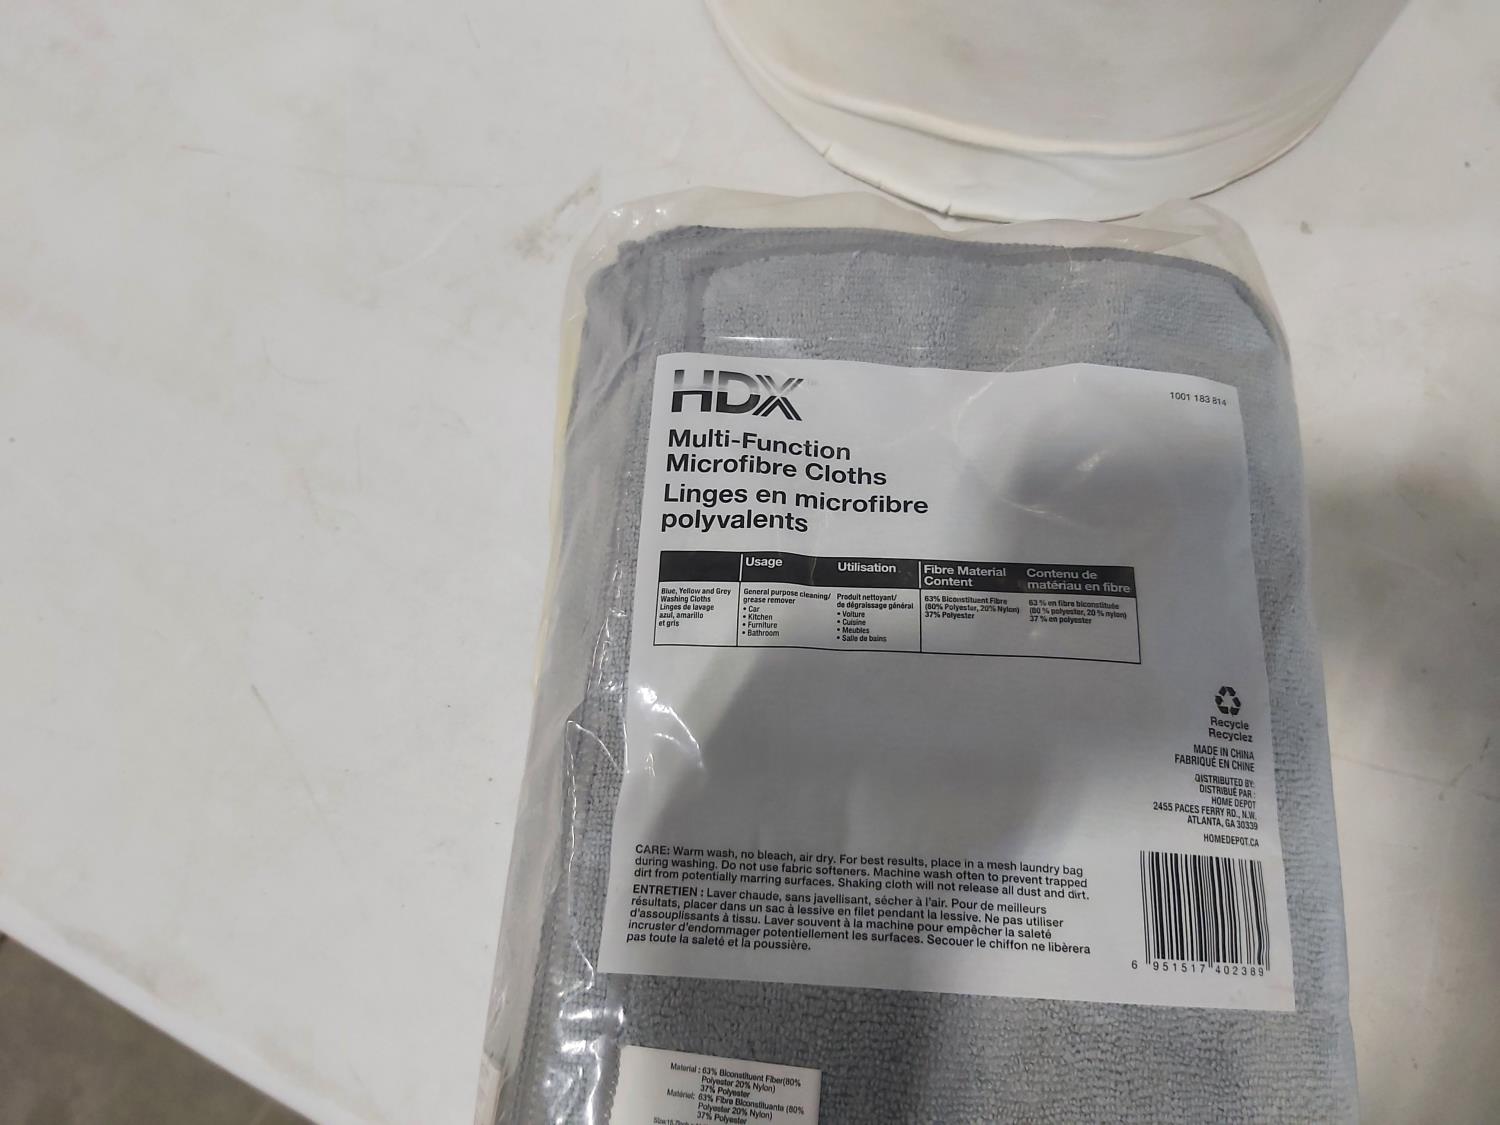 HDX
1001 183 814
Multi-Function
Microfibre Cloths
Linges en microfibre
polyvalents
Usage
Utilisation
Fibre Material
Content
Contenu de
matériau en fibre
Blue, Yellow and Grey
Washing Cloths
Linges de lavage
azul, amarillo
et gris
General purpose cleaning/
grease remover
• Car
• Kitchen
• Furniture
• Bathroom
Produit nettoyant/
de dégraissage général
• Voiture
• Cuisine
• Meubles
• Salle de bains
63% Biconstituent Fibre
(80% Polyester, 20% Nylon)
37% Polyester
63 % en fibre biconstituée
(80 % polyester, 20 % nylon)
37 % en polyester
Recycle
Recyclez
MADE IN CHINA
FABRIQUÉ EN CHINE
DISTRIBUTED BY:
DISTRIBUÉ PAR :
HOME DEPOT
2455 PACES FERRY RD., N.W.
ATLANTA, GA 30339
HOMEDEPOT.CA
CARE: Warm wash, no bleach, air dry. For best results, place in a mesh laundry bag
during washing. Do not use fabric softeners. Machine wash often to prevent trapped
dirt from potentially marring surfaces. Shaking cloth will not release all dust and dirt.
ENTRETIEN : Laver chaude, sans javellisant, sécher à l'air. Pour de meilleurs
résultats, placer dans un sac à lessive en filet pendant la lessive. Ne pas utiliser
d'assouplissants à tissu. Laver souvent à la machine pour empêcher la saleté
incruster d'endommager potentiellement les surfaces. Secouer le chiffon ne libèrera
pas toute la saleté et la poussière.
6 951517 402389
Material : 63% Biconstituent Fiber(80%
Polyester 20% Nylon)
37% Polyester
Matériel: 63% Fibre Biconstituante (80%
Polyester 20% Nylon)
37% Polyester